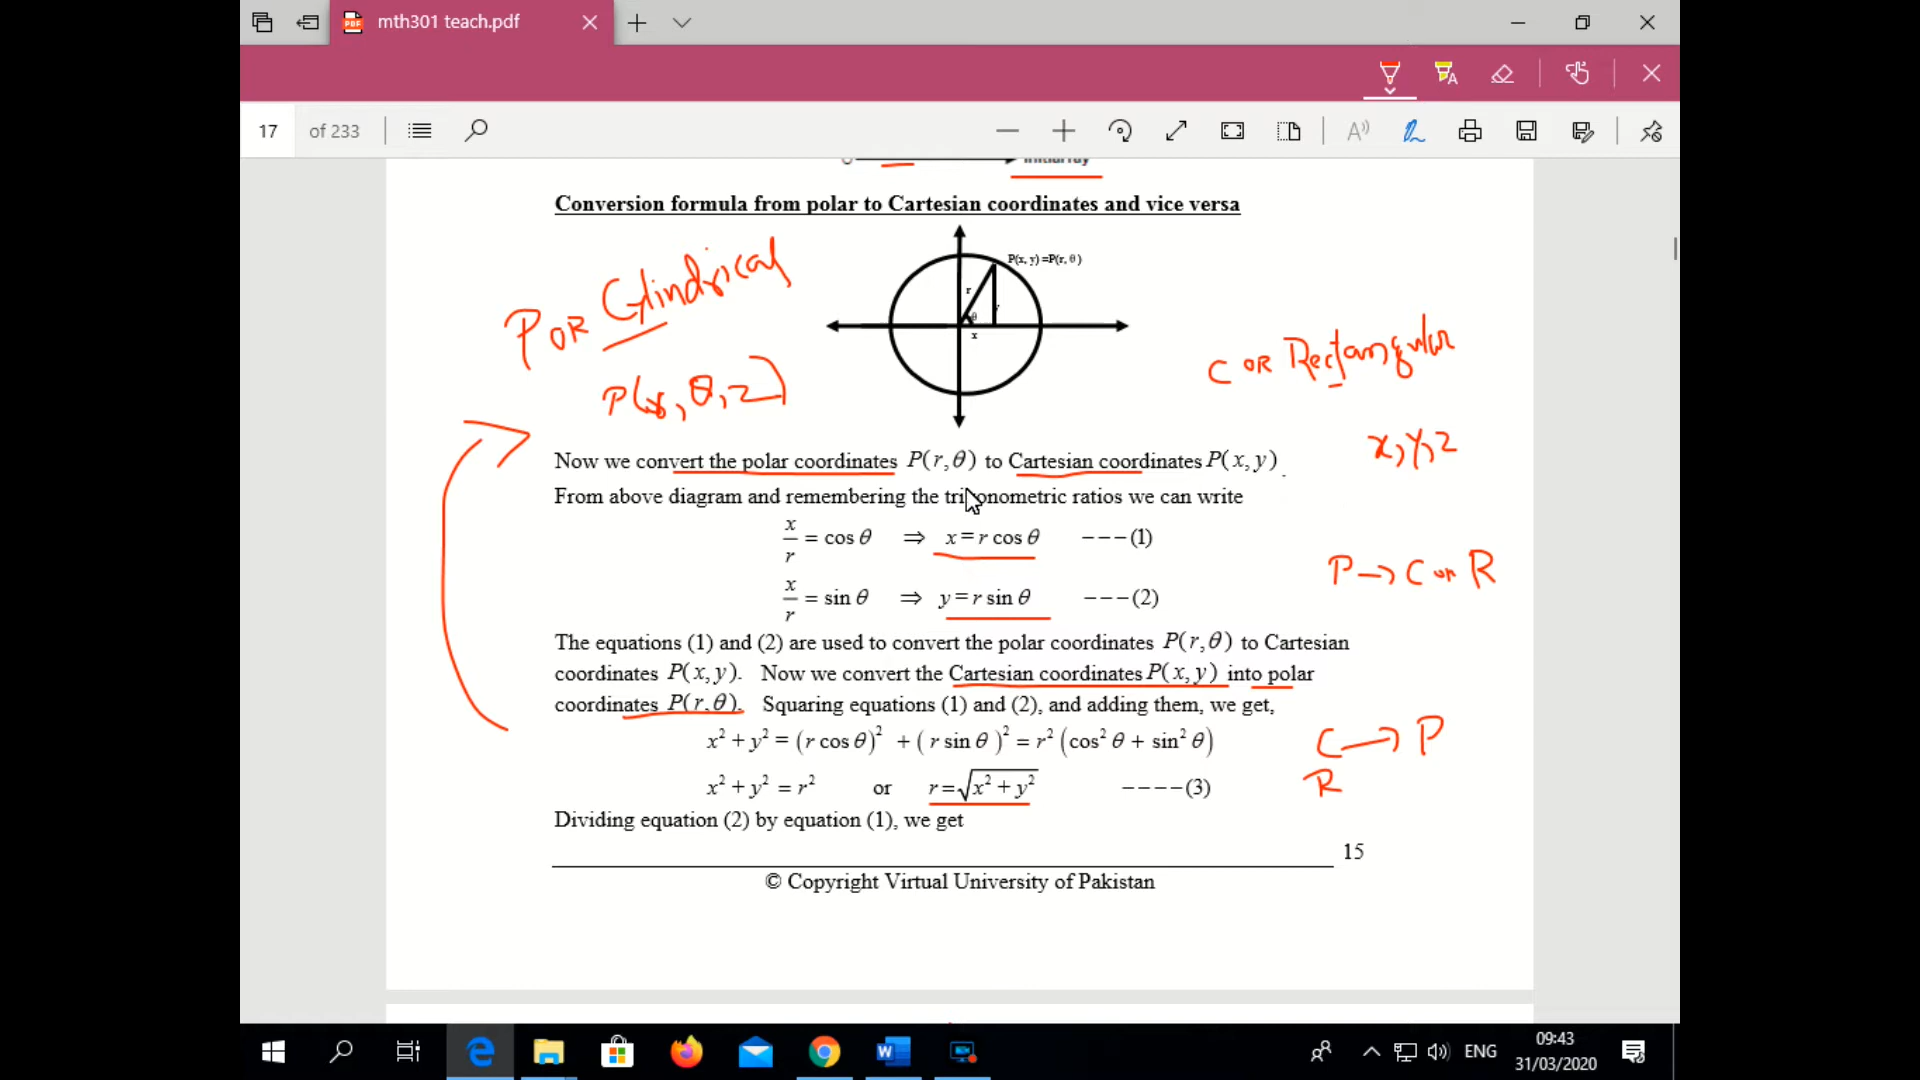 mth301 teach.pdf
17 of 233
Conversion formula from polar to Cartesian coordinates and vice versa
P(x, y) =P(r, θ )
r
θ
x
P OR Cylindrical
P(r, θ, z)
C OR Rectangular
x, y, z
Now we convert the polar coordinates P(r,θ) to Cartesian coordinates P(x, y) .
From above diagram and remembering the trigonometric ratios we can write
x/r = cos θ ⇒ x = r cos θ −−−(1)
x/r = sin θ ⇒ y = r sin θ −−−(2)
P → C or R
The equations (1) and (2) are used to convert the polar coordinates P(r,θ) to Cartesian
coordinates P(x, y). Now we convert the Cartesian coordinates P(x, y) into polar
coordinates P(r,θ). Squaring equations (1) and (2), and adding them, we get,
x² + y² = (r cos θ)² + (r sin θ)² = r² (cos² θ + sin² θ)
C → P
R
x² + y² = r² or r = √x² + y² −−−−(3)
Dividing equation (2) by equation (1), we get
15
© Copyright Virtual University of Pakistan
ENG
09:43
31/03/2020